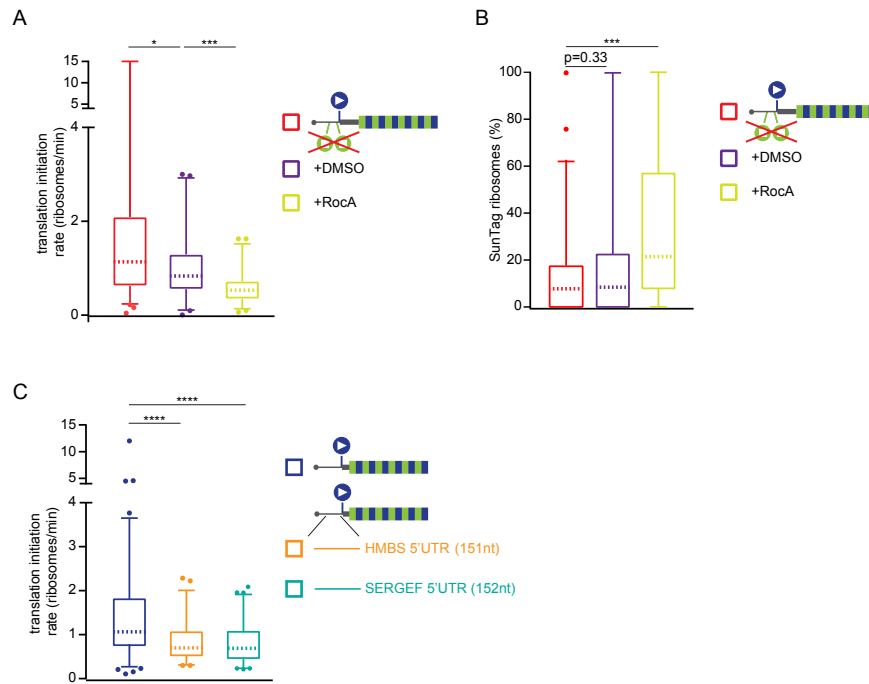 A
* ***
15
10
5
4
2
0
translation initiation
rate (ribosomes/min)
+DMSO
+RocA
B
***
p=0.33
100
80
60
40
20
0
SunTag ribosomes (%)
+DMSO
+RocA
C
****
****
15
10
5
4
3
2
1
0
translation initiation
rate (ribosomes/min)
HMBS 5'UTR (151nt)
SERGEF 5'UTR (152nt)